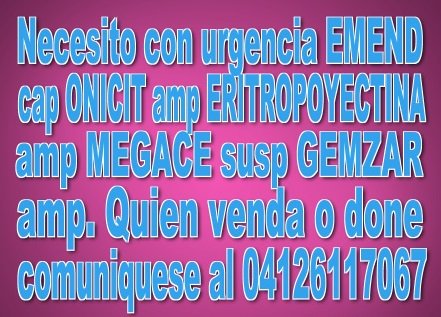 Necesito con urgencia EMEND
cap ONICIT amp ERITROPOYECTINA
amp MEGACE susp GEMZAR
amp. Quien venda o done
comuniquese al 04126117067